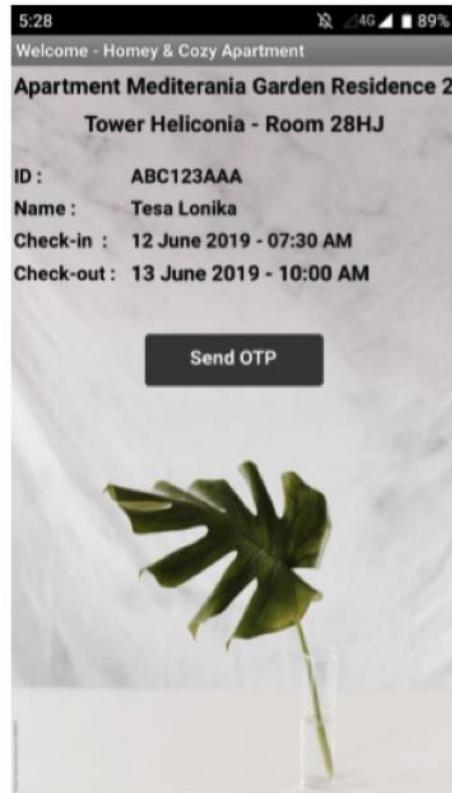 5:28 4G 89%
Welcome - Homey & Cozy Apartment
Apartment Mediterania Garden Residence 2
Tower Heliconia - Room 28HJ
ID : ABC123AAA
Name : Tesa Lonika
Check-in : 12 June 2019 - 07:30 AM
Check-out : 13 June 2019 - 10:00 AM
Send OTP